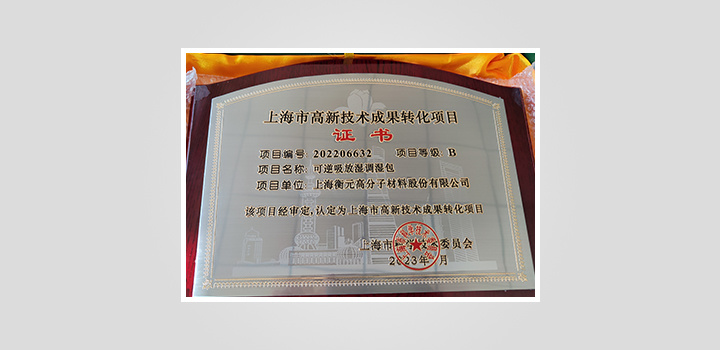 上海市高新技术成果转化项目
证书
项目编号: 202206632 项目等级: B
项目名称: 可逆吸放湿调湿包
项目单位: 上海衡元高分子材料股份有限公司
该项目经审定,认定为上海市高新技术成果转化项目
上海市科学技术委员会
2023年 月